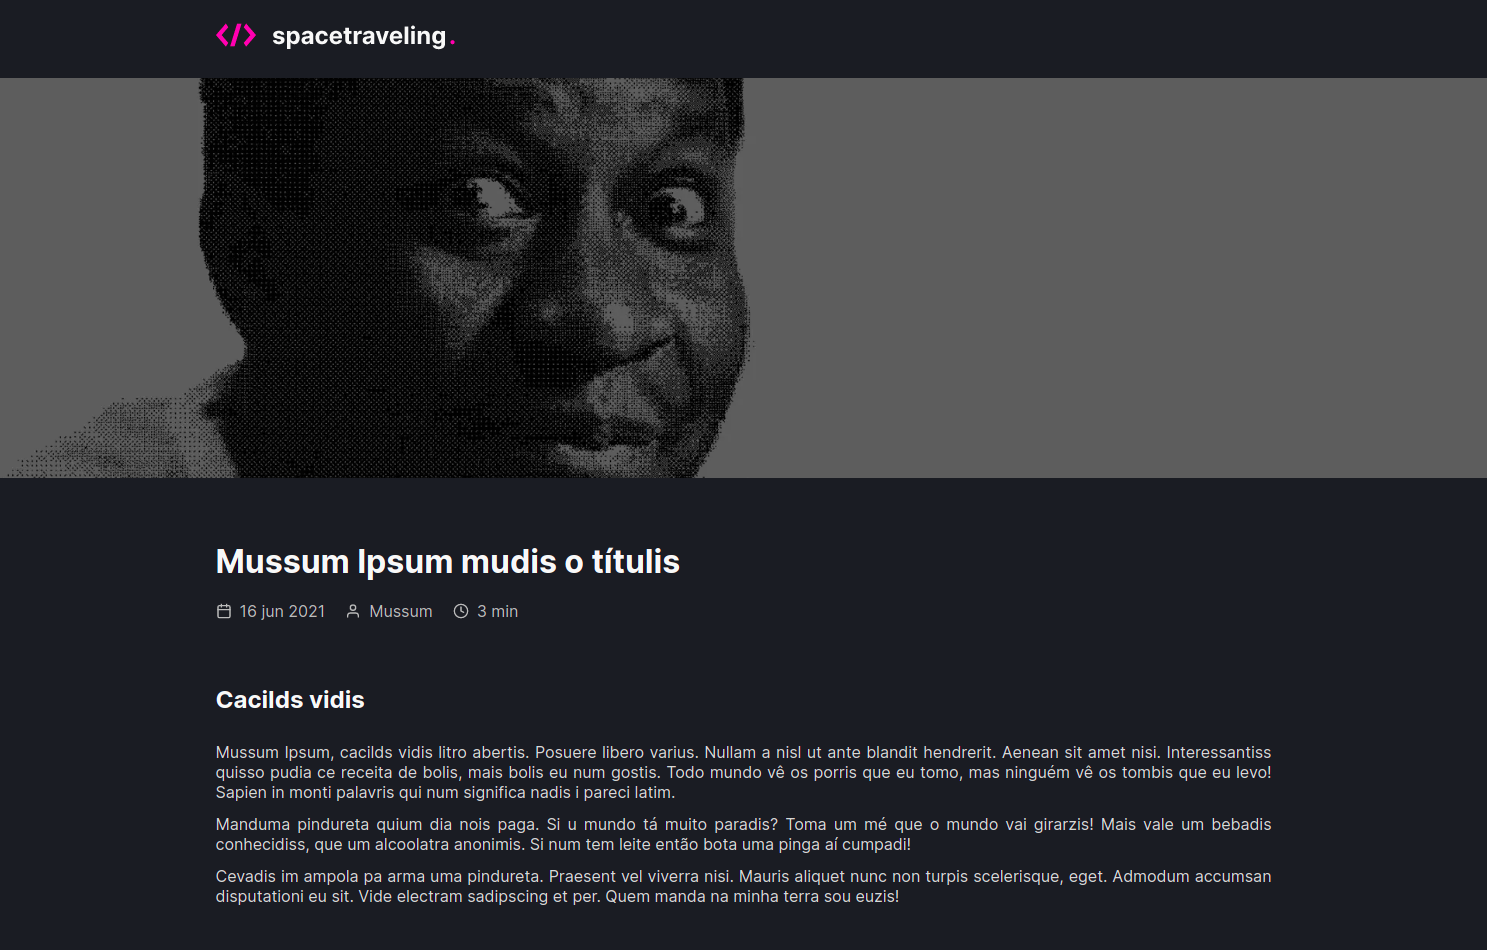 </> spacetraveling.
Mussum Ipsum mudis o títulis
16 jun 2021 Mussum 3 min
Cacilds vidis
Mussum Ipsum, cacilds vidis litro abertis. Posuere libero varius. Nullam a nisl ut ante blandit hendrerit. Aenean sit amet nisi. Interessantiss
quisso pudia ce receita de bolis, mais bolis eu num gostis. Todo mundo vê os porris que eu tomo, mas ninguém vê os tombis que eu levo!
Sapien in monti palavris qui num significa nadis i pareci latim.
Manduma pindureta quium dia nois paga. Si u mundo tá muito paradis? Toma um mé que o mundo vai girarzis! Mais vale um bebadis
conhecidiss, que um alcoolatra anonimis. Si num tem leite então bota uma pinga aí cumpadi!
Cevadis im ampola pa arma uma pindureta. Praesent vel viverra nisi. Mauris aliquet nunc non turpis scelerisque, eget. Admodum accumsan
disputationi eu sit. Vide electram sadipscing et per. Quem manda na minha terra sou euzis!